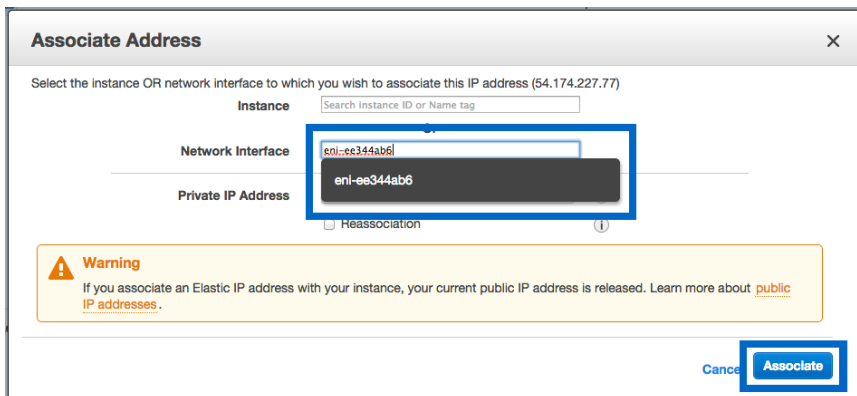 Associate Address
Select the instance OR network interface to which you wish to associate this IP address (54.174.227.77)
Instance
Search instance ID or Name tag
Network Interface
eni-ee344ab6
eni-ee344ab6
Private IP Address
Reassociation
Warning
If you associate an Elastic IP address with your instance, your current public IP address is released. Learn more about public
IP addresses.
Cance
Associate